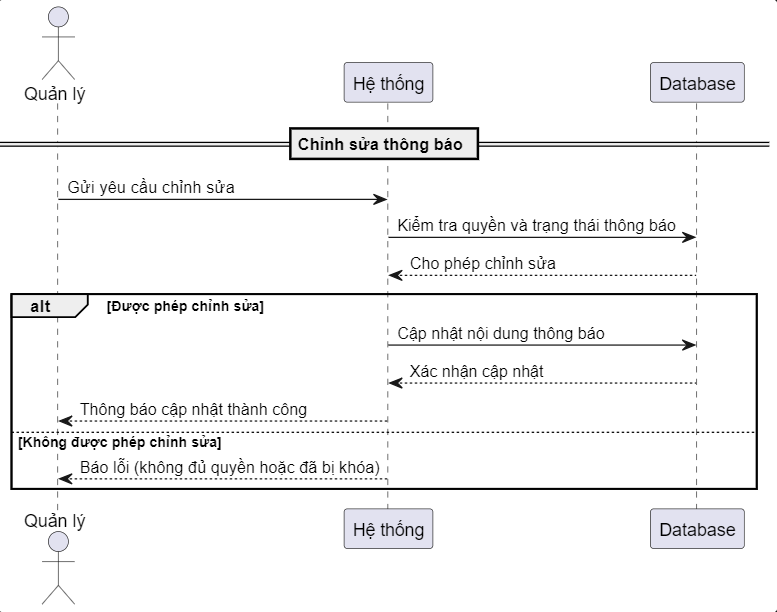 Quản lý
Hệ thống
Database
Chỉnh sửa thông báo
Gửi yêu cầu chỉnh sửa
Kiểm tra quyền và trạng thái thông báo
Cho phép chỉnh sửa
alt [Được phép chỉnh sửa]
Cập nhật nội dung thông báo
Xác nhận cập nhật
Thông báo cập nhật thành công
[Không được phép chỉnh sửa]
Báo lỗi (không đủ quyền hoặc đã bị khóa)
Quản lý
Hệ thống
Database